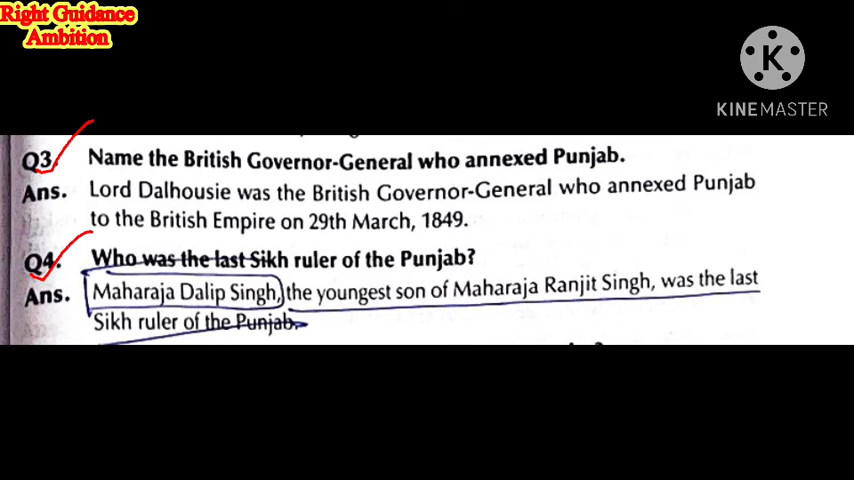 Right Guidance
Ambition
K
KINEMASTER
Q3. Name the British Governor-General who annexed Punjab.
Ans. Lord Dalhousie was the British Governor-General who annexed Punjab
to the British Empire on 29th March, 1849.
Q4. Who was the last Sikh ruler of the Punjab?
Ans. Maharaja Dalip Singh, the youngest son of Maharaja Ranjit Singh, was the last
Sikh ruler of the Punjab.